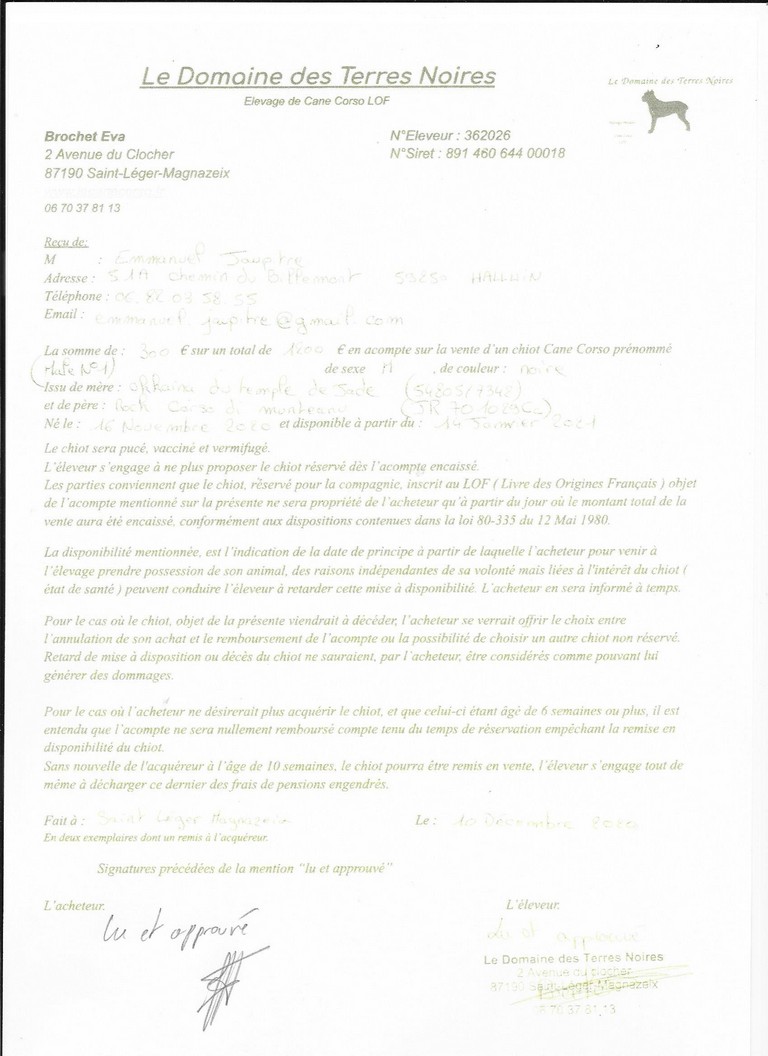 Le Domaine des Terres Noires
Le Domaine des Terres Noires
Elevage de Cane Corso LOF
Brochet Eva
N°Eleveur : 362026
2 Avenue du Clocher
N°Siret : 891 460 644 00018
87190 Saint-Léger-Magnazeix
06 70 37 81 13
Reçu de:
M : Emmanuel Jaupitre
Adresse : 51A chemin du Billemont 59250 HALLUIN
Téléphone : 06 82 03 58 55
Email : emmanuel jaupitre@gmail.com
La somme de : 300 € sur un total de 1200 € en acompte sur la vente d'un chiot Cane Corso prénommé
(Mâle N°1) de sexe M , de couleur : noire
Issu de mère : du temple de Jade (54805/7348)
et de père : Rock Corso di (JR 701029Ca)
Né le : 16 Novembre 2020 et disponible à partir du : 14 Janvier 2021
Le chiot sera pucé, vacciné et vermifugé.
L'éleveur s'engage à ne plus proposer le chiot réservé dès l'acompte encaissé.
Les parties conviennent que le chiot, réservé pour la compagnie, inscrit au LOF ( Livre des Origines Français ) objet
de l'acompte mentionné sur la présente ne sera propriété de l'acheteur qu'à partir du jour où le montant total de la
vente aura été encaissé, conformément aux dispositions contenues dans la loi 80-335 du 12 Mai 1980.
La disponibilité mentionnée, est l'indication de la date de principe à partir de laquelle l'acheteur pour venir à
l'élevage prendre possession de son animal, des raisons indépendantes de sa volonté mais liées à l'intérêt du chiot (
état de santé ) peuvent conduire l'éleveur à retarder cette mise à disponibilité. L'acheteur en sera informé à temps.
Pour le cas où le chiot, objet de la présente viendrait à décéder, l'acheteur se verrait offrir le choix entre
l'annulation de son achat et le remboursement de l'acompte ou la possibilité de choisir un autre chiot non réservé.
Retard de mise à disposition ou décès du chiot ne sauraient, par l'acheteur, être considérés comme pouvant lui
générer des dommages.
Pour le cas où l'acheteur ne désirerait plus acquérir le chiot, et que celui-ci étant âgé de 6 semaines ou plus, il est
entendu que l'acompte ne sera nullement remboursé compte tenu du temps de réservation empêchant la remise en
disponibilité du chiot.
Sans nouvelle de l'acquéreur à l'âge de 10 semaines, le chiot pourra être remis en vente, l'éleveur s'engage tout de
même à décharger ce dernier des frais de pensions engendrés.
Fait à : Saint Léger Magnazeix Le : 10 Décembre 2020
En deux exemplaires dont un remis à l'acquéreur.
Signatures précédées de la mention "lu et approuvé"
L'acheteur. L'éleveur.
lu et approuvé
Lu et approuvé
Le Domaine des Terres Noires
2 Avenue du clocher
87190 Saint-Léger-Magnazeix
6 70 37 81 13